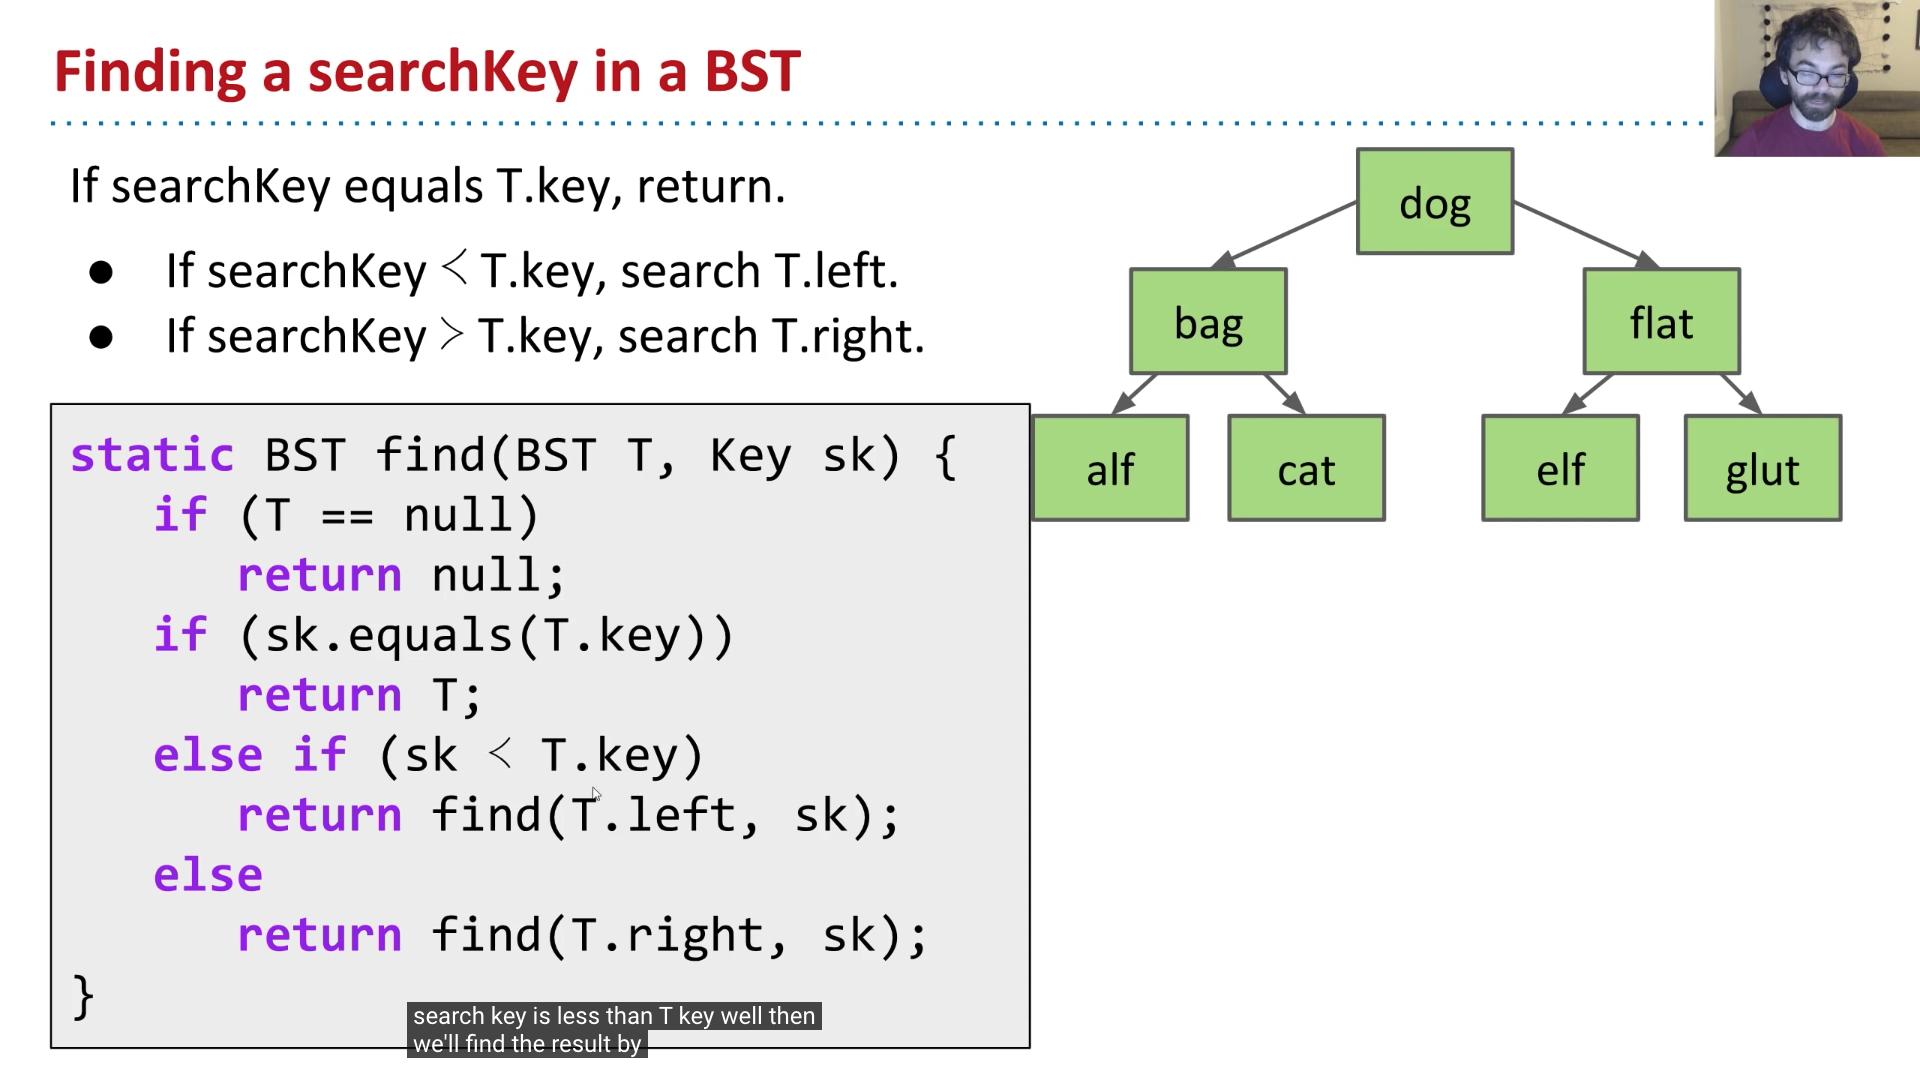 Finding a searchKey in a BST
If searchKey equals T.key, return.
● If searchKey < T.key, search T.left.
● If searchKey > T.key, search T.right.
static BST find(BST T, Key sk) {
if (T == null)
return null;
if (sk.equals(T.key))
return T;
else if (sk < T.key)
return find(T.left, sk);
else
return find(T.right, sk);
}
dog
bag flat
alf cat elf glut
search key is less than T key well then
we'll find the result by